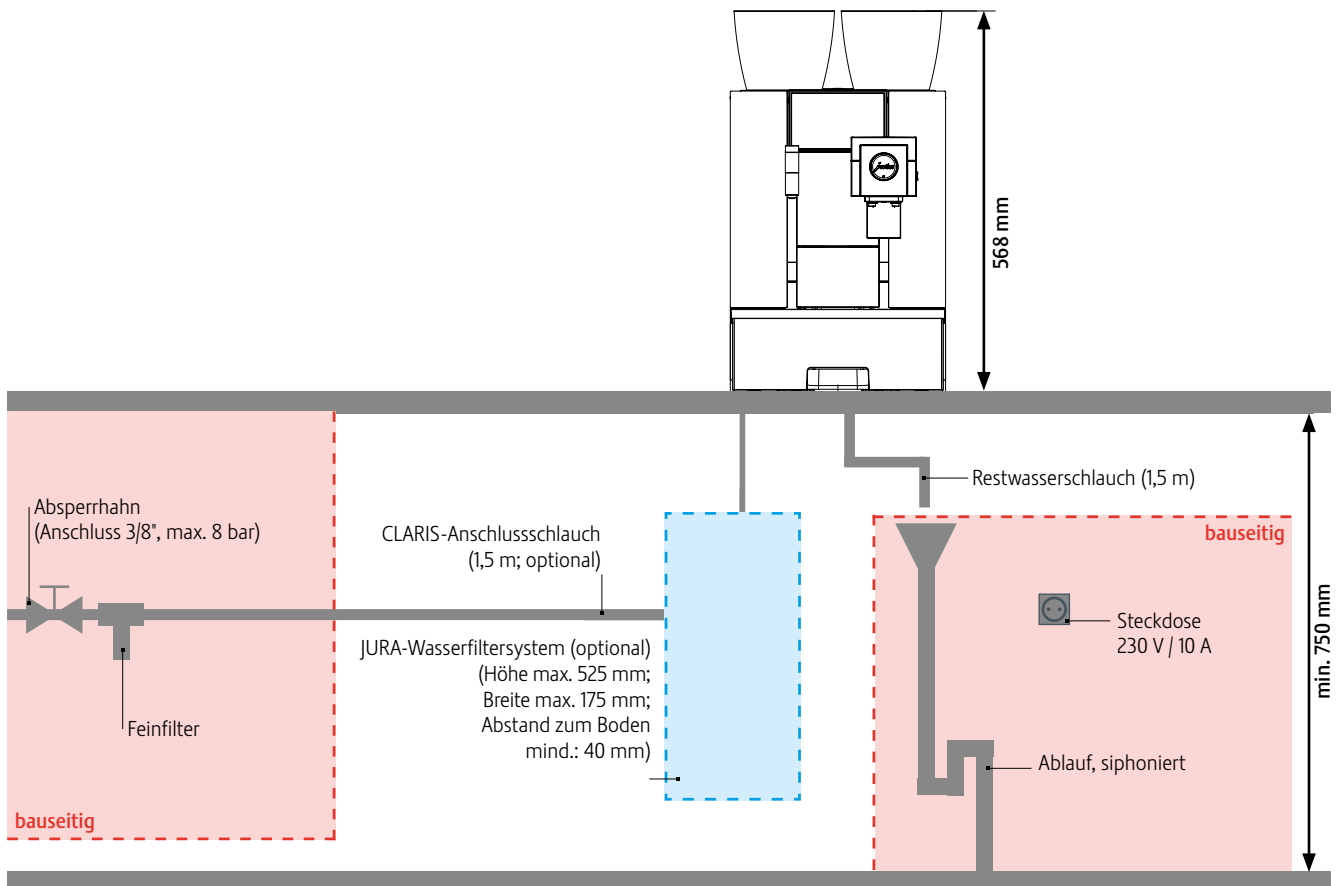 568 mm
Absperrhahn
(Anschluss 3/8", max. 8 bar)
Feinfilter
bauseitig
CLARIS-Anschlussschlauch
(1,5 m; optional)
JURA-Wasserfiltersystem (optional)
(Höhe max. 525 mm;
Breite max. 175 mm;
Abstand zum Boden
mind.: 40 mm)
Restwasserschlauch (1,5 m)
bauseitig
Steckdose
230 V / 10 A
Ablauf, siphoniert
min. 750 mm
jura